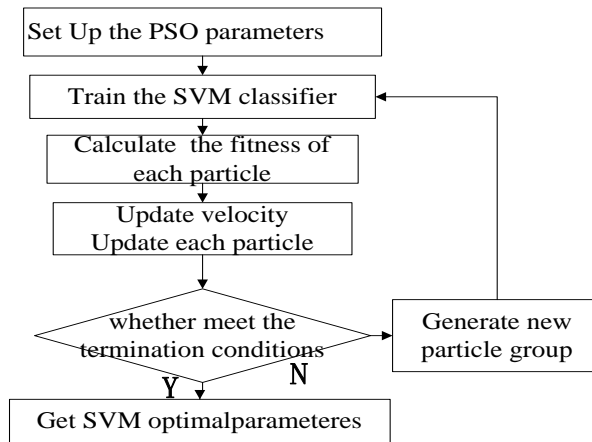 Set Up the PSO parameters
Train the SVM classifier
Calculate the fitness of
each particle
Update velocity
Update each particle
whether meet the
termination conditions
Y
N
Generate new
particle group
Get SVM optimalparameteres